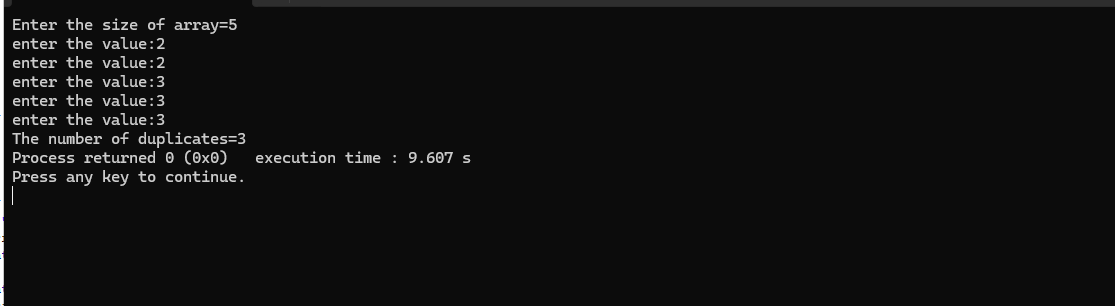 Enter the size of array=5
enter the value:2
enter the value:2
enter the value:3
enter the value:3
enter the value:3
The number of duplicates=3
Process returned 0 (0x0)   execution time : 9.607 s
Press any key to continue.